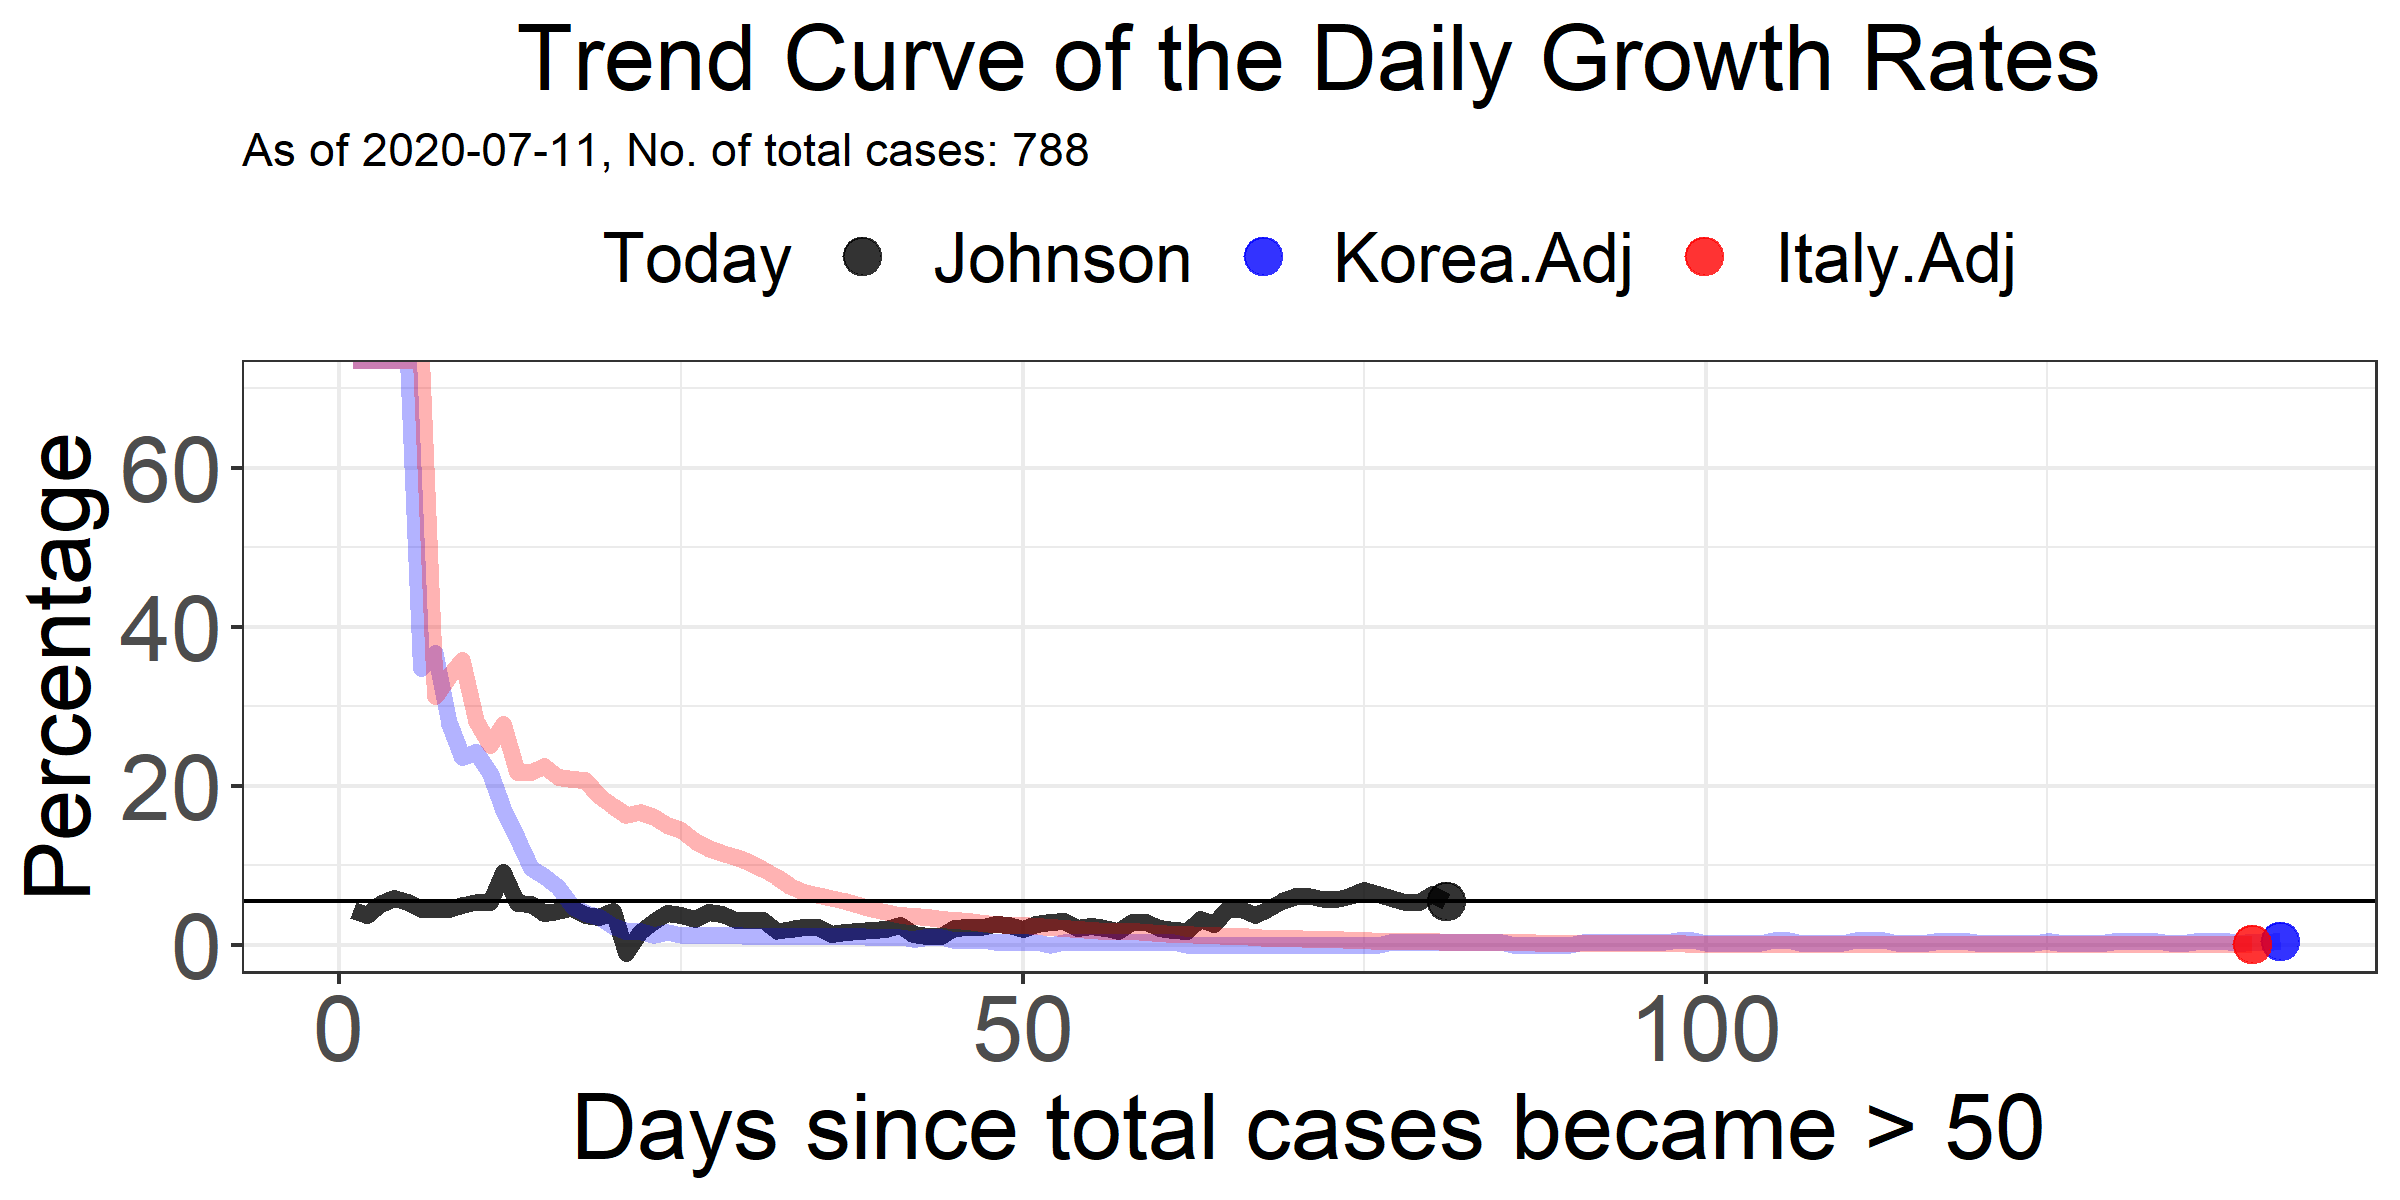 Trend Curve of the Daily Growth Rates
As of 2020-07-11, No. of total cases: 788
Today Johnson Korea.Adj Italy.Adj
Percentage
60
40
20
0
0 50 100
Days since total cases became > 50